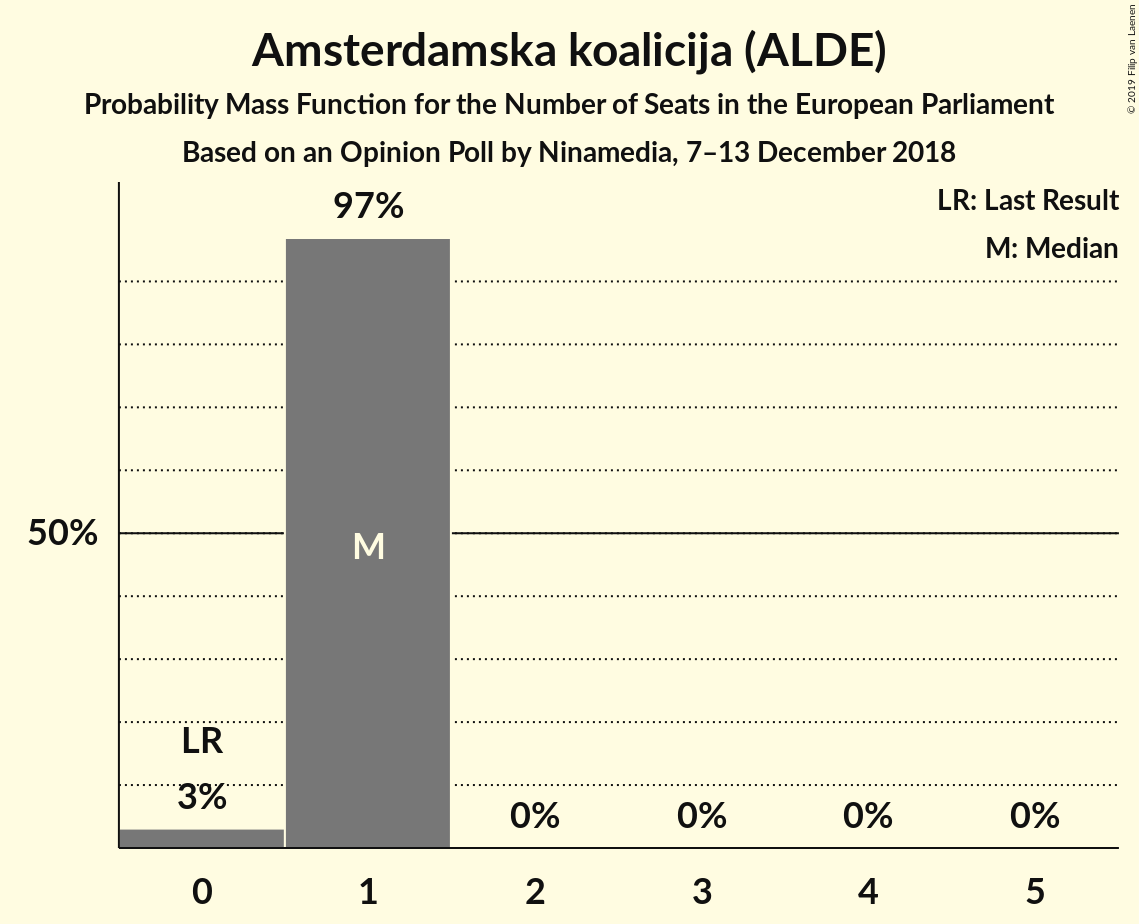 Amsterdamska koalicija (ALDE)
Probability Mass Function for the Number of Seats in the European Parliament
Based on an Opinion Poll by Ninamedia, 7–13 December 2018
© 2019 Filip van Laenen
LR: Last Result
M: Median
97%
50%
M
LR
3%
0% 0% 0% 0%
0 1 2 3 4 5